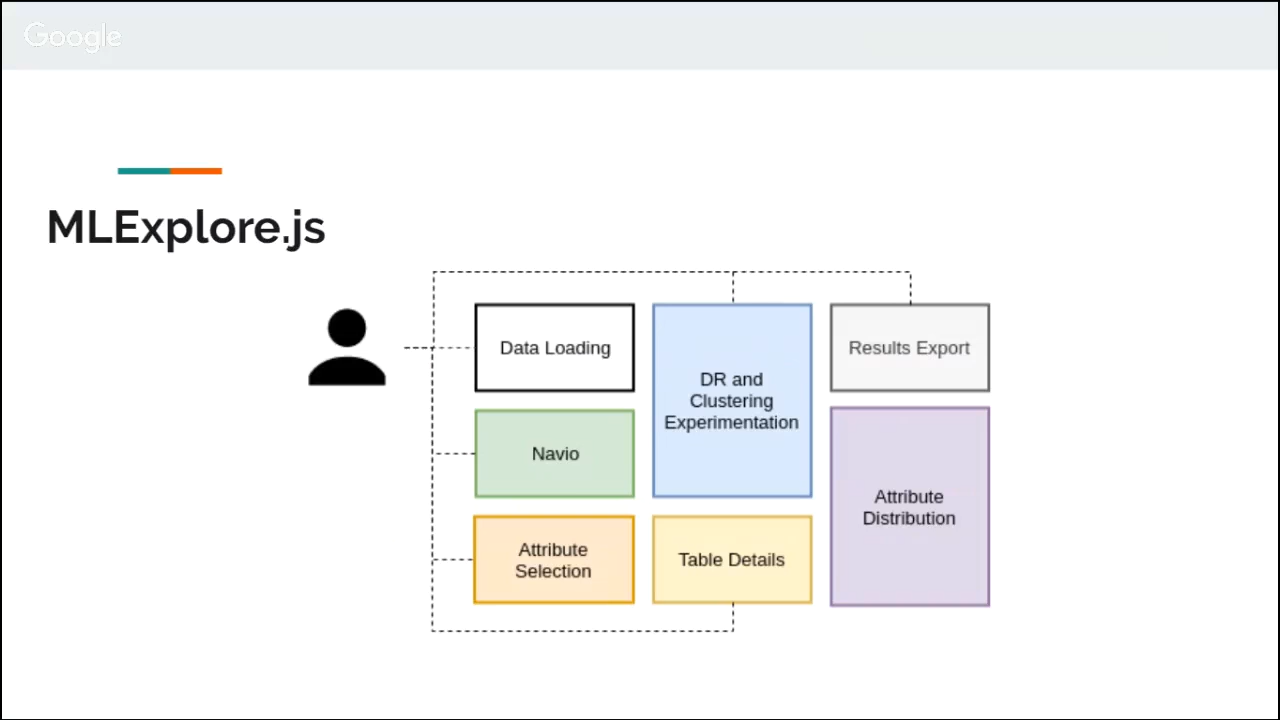 Google
MLExplore.js
Data Loading
DR and
Clustering
Experimentation
Results Export
Navio
Attribute
Distribution
Attribute
Selection
Table Details